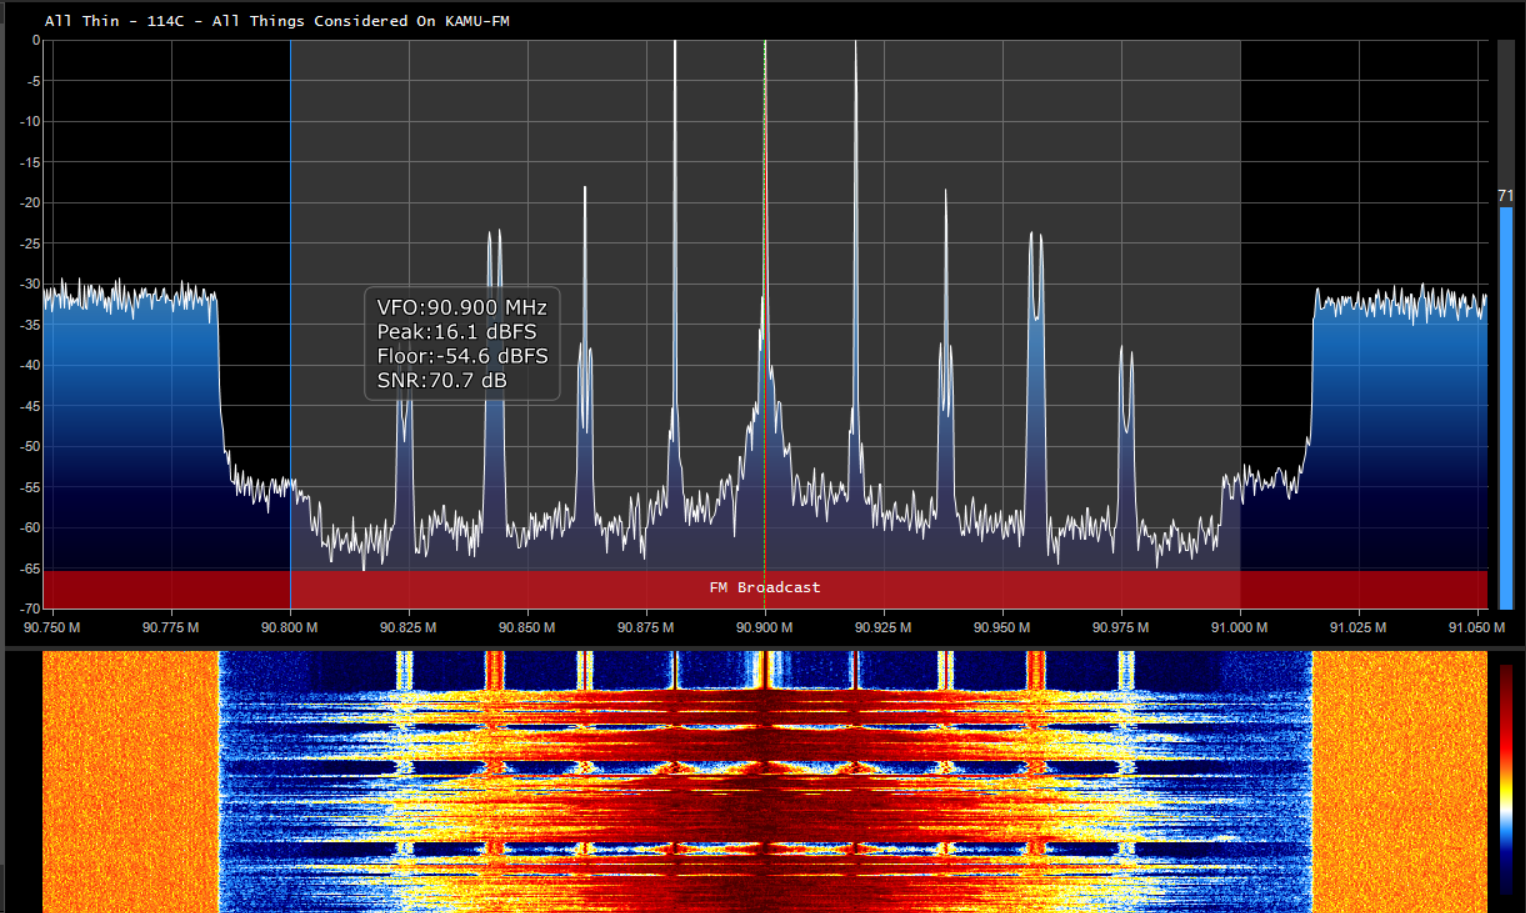 All Thin - 114C - All Things Considered On KAMU-FM
0
-5
-10
-15
-20
-25
-30
-35
-40
-45
-50
-55
-60
-65
-70
71
VFO:90.900 MHz
Peak:16.1 dBFS
Floor:-54.6 dBFS
SNR:70.7 dB
FM Broadcast
90.750 M 90.775 M 90.800 M 90.825 M 90.850 M 90.875 M 90.900 M 90.925 M 90.950 M 90.975 M 91.000 M 91.025 M 91.050 M